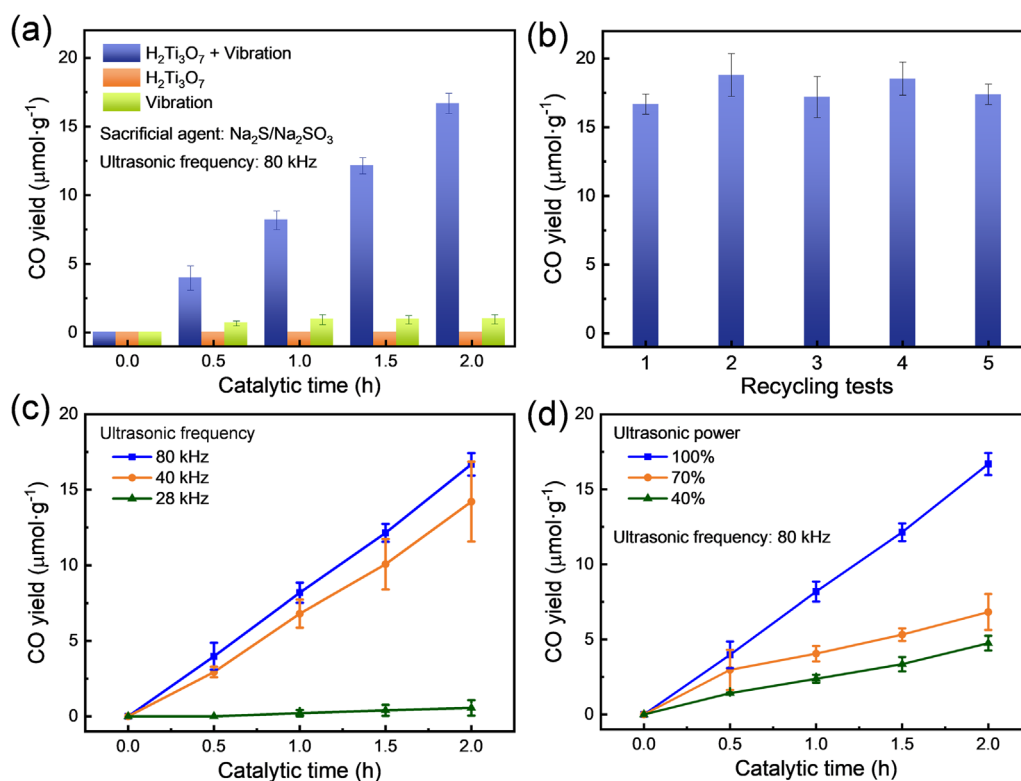 (a)
CO yield (μmol·g⁻¹)
20
15
10
5
0
H₂Ti₃O₇ + Vibration
H₂Ti₃O₇
Vibration
Sacrificial agent: Na₂S/Na₂SO₃
Ultrasonic frequency: 80 kHz
0.0 0.5 1.0 1.5 2.0
Catalytic time (h)
(b)
CO yield (μmol·g⁻¹)
20
15
10
5
0
1 2 3 4 5
Recycling tests
(c)
CO yield (μmol·g⁻¹)
20
15
10
5
0
Ultrasonic frequency
80 kHz
40 kHz
28 kHz
0.0 0.5 1.0 1.5 2.0
Catalytic time (h)
(d)
CO yield (μmol·g⁻¹)
20
15
10
5
0
Ultrasonic power
100%
70%
40%
Ultrasonic frequency: 80 kHz
0.0 0.5 1.0 1.5 2.0
Catalytic time (h)